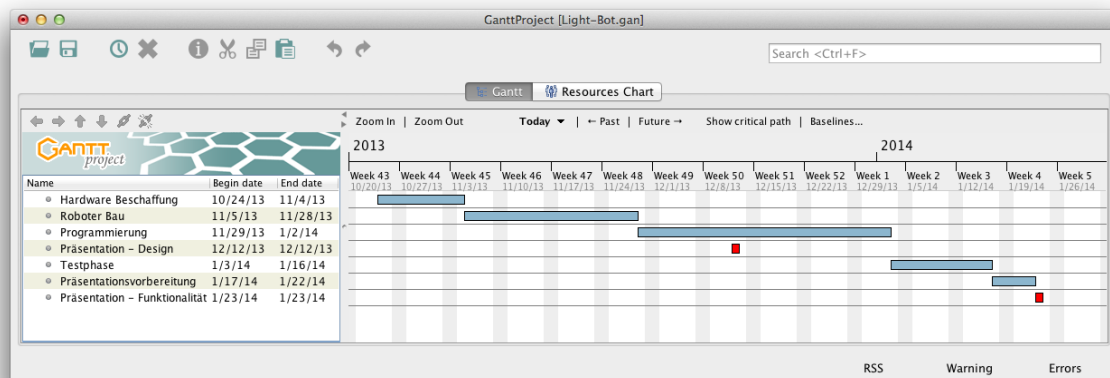 GanttProject [Light-Bot.gan]
Search <Ctrl+F>
Gantt Resources Chart
Zoom In | Zoom Out Today | ← Past | Future → Show critical path | Baselines...
GANTT project
2013 2014
Week 43 Week 44 Week 45 Week 46 Week 47 Week 48 Week 49 Week 50 Week 51 Week 52 Week 1 Week 2 Week 3 Week 4 Week 5
10/20/13 10/27/13 11/3/13 11/10/13 11/17/13 11/24/13 12/1/13 12/8/13 12/15/13 12/22/13 12/29/13 1/5/14 1/12/14 1/19/14 1/26/14
Name Begin date End date
Hardware Beschaffung 10/24/13 11/4/13
Roboter Bau 11/5/13 11/28/13
Programmierung 11/29/13 1/2/14
Präsentation - Design 12/12/13 12/12/13
Testphase 1/3/14 1/16/14
Präsentationsvorbereitung 1/17/14 1/22/14
Präsentation - Funktionalität 1/23/14 1/23/14
RSS Warning Errors